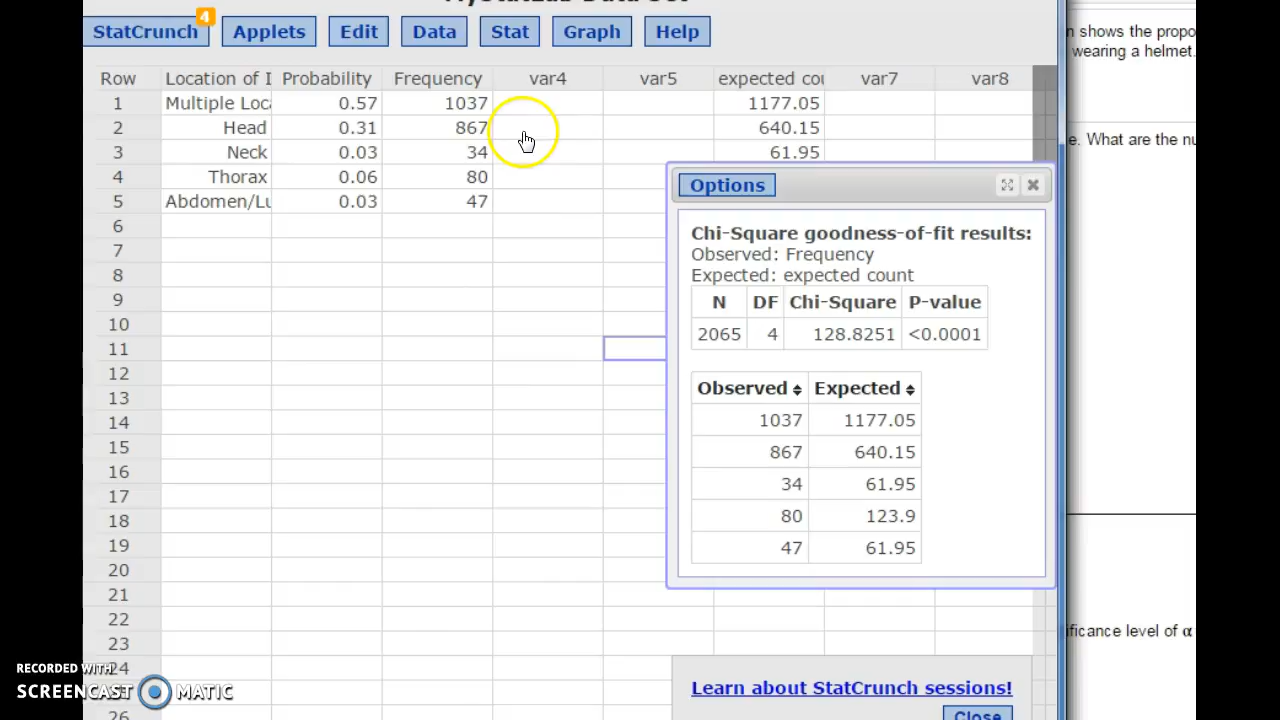 4
StatCrunch Applets Edit Data Stat Graph Help
n shows the propo
wearing a helmet.
Row Location of I Probability Frequency var4 var5 expected cou var7 var8
1 Multiple Loca 0.57 1037 1177.05
2 Head 0.31 867 640.15
e. What are the nu
3 Neck 0.03 34 61.95
4 Thorax 0.06 80
5 Abdomen/Lu 0.03 47
6
7
8
9
10
11
12
13
14
15
16
17
18
19
20
21
22
23
24
26
Options
Chi-Square goodness-of-fit results:
Observed: Frequency
Expected: expected count
N DF Chi-Square P-value
2065 4 128.8251 <0.0001
Observed Expected
1037 1177.05
867 640.15
34 61.95
80 123.9
47 61.95
ificance level of α
Learn about StatCrunch sessions!
Close
RECORDED WITH
SCREENCAST MATIC